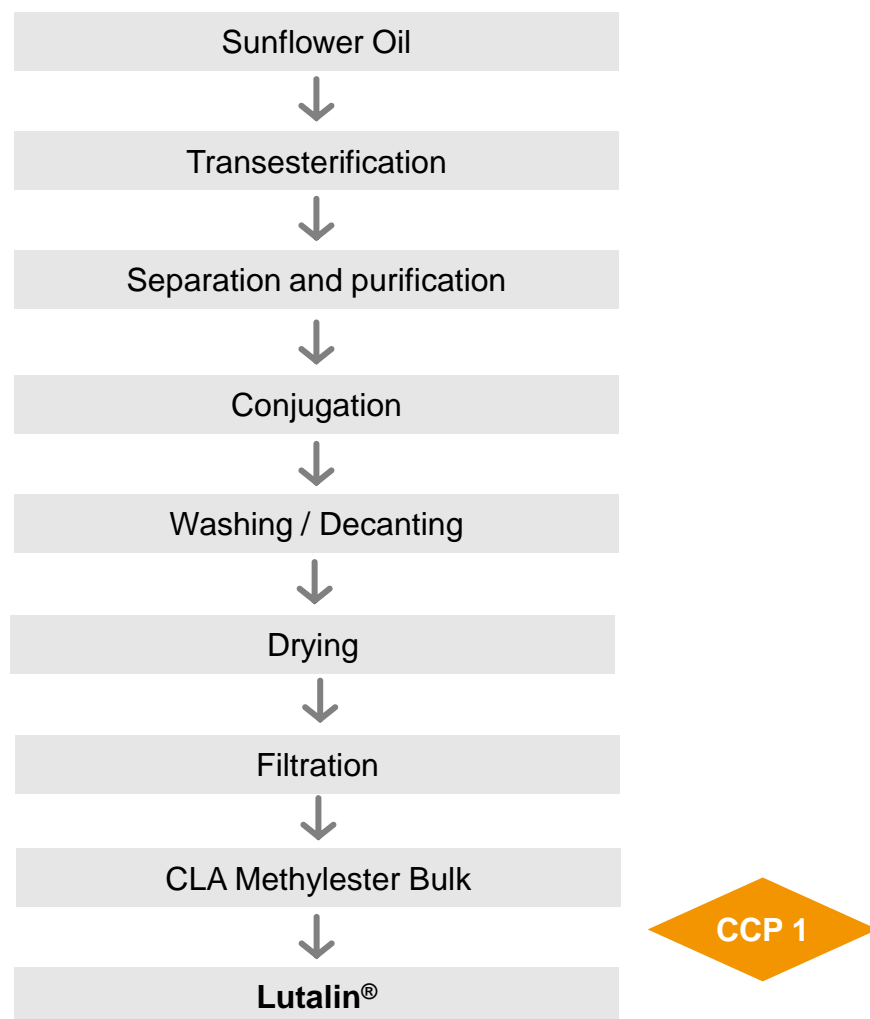 Sunflower Oil
Transesterification
Separation and purification
Conjugation
Washing / Decanting
Drying
Filtration
CLA Methylester Bulk
CCP 1
Lutalin®